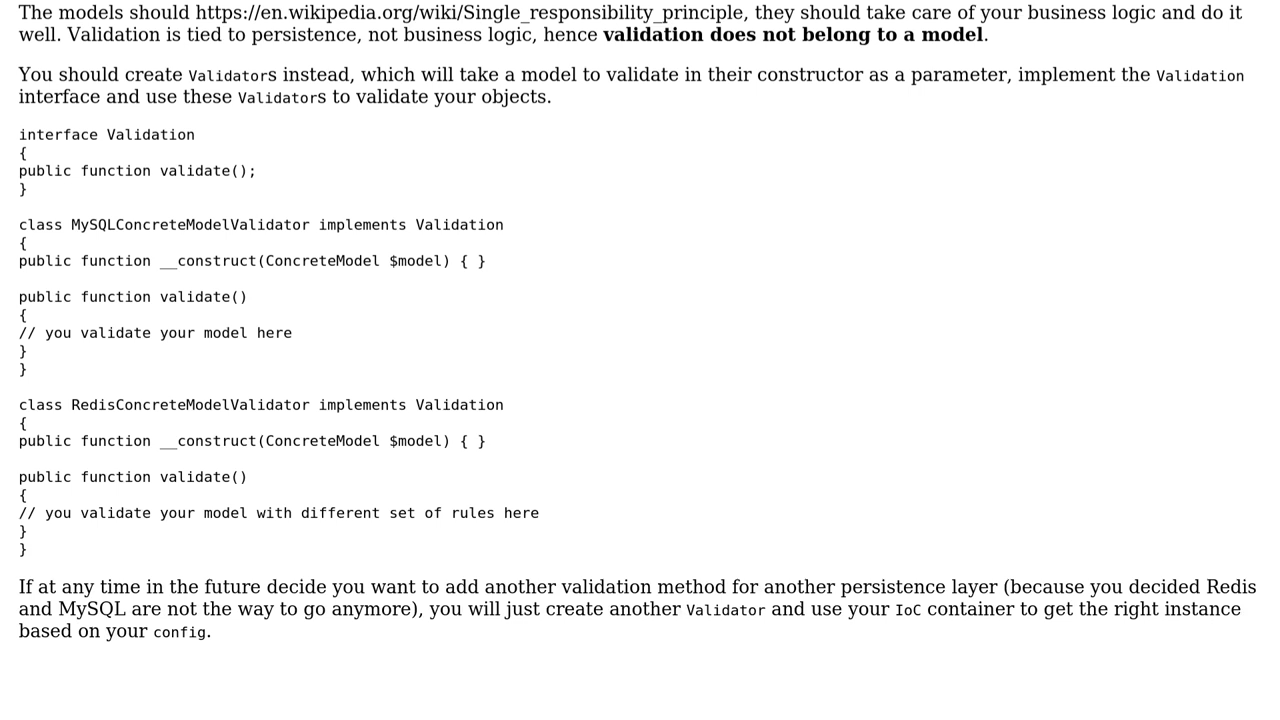 The models should https://en.wikipedia.org/wiki/Single_responsibility_principle, they should take care of your business logic and do it
well. Validation is tied to persistence, not business logic, hence validation does not belong to a model.
You should create Validators instead, which will take a model to validate in their constructor as a parameter, implement the Validation
interface and use these Validators to validate your objects.
interface Validation
{
public function validate();
}
class MySQLConcreteModelValidator implements Validation
{
public function __construct(ConcreteModel $model) { }
public function validate()
{
// you validate your model here
}
}
class RedisConcreteModelValidator implements Validation
{
public function __construct(ConcreteModel $model) { }
public function validate()
{
// you validate your model with different set of rules here
}
}
If at any time in the future decide you want to add another validation method for another persistence layer (because you decided Redis
and MySQL are not the way to go anymore), you will just create another Validator and use your IoC container to get the right instance
based on your config.